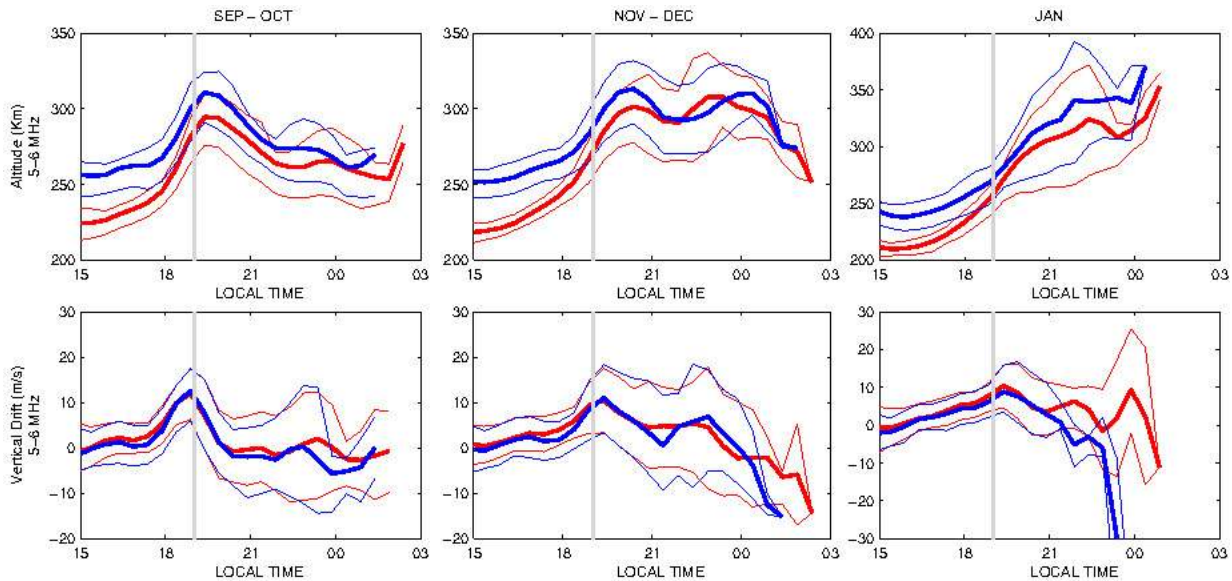 SEP – OCT
NOV – DEC
JAN
Altitude (Km)
5–6 MHz
350
300
250
200
15 18 21 00 03
LOCAL TIME
350
300
250
200
15 18 21 00 03
LOCAL TIME
400
350
300
250
200
15 18 21 00 03
LOCAL TIME
Vertical Drift (m/s)
5–6 MHz
30
20
10
0
−10
−20
15 18 21 00 03
LOCAL TIME
30
20
10
0
−10
−20
15 18 21 00 03
LOCAL TIME
30
20
10
0
−10
−20
−30
15 18 21 00 03
LOCAL TIME